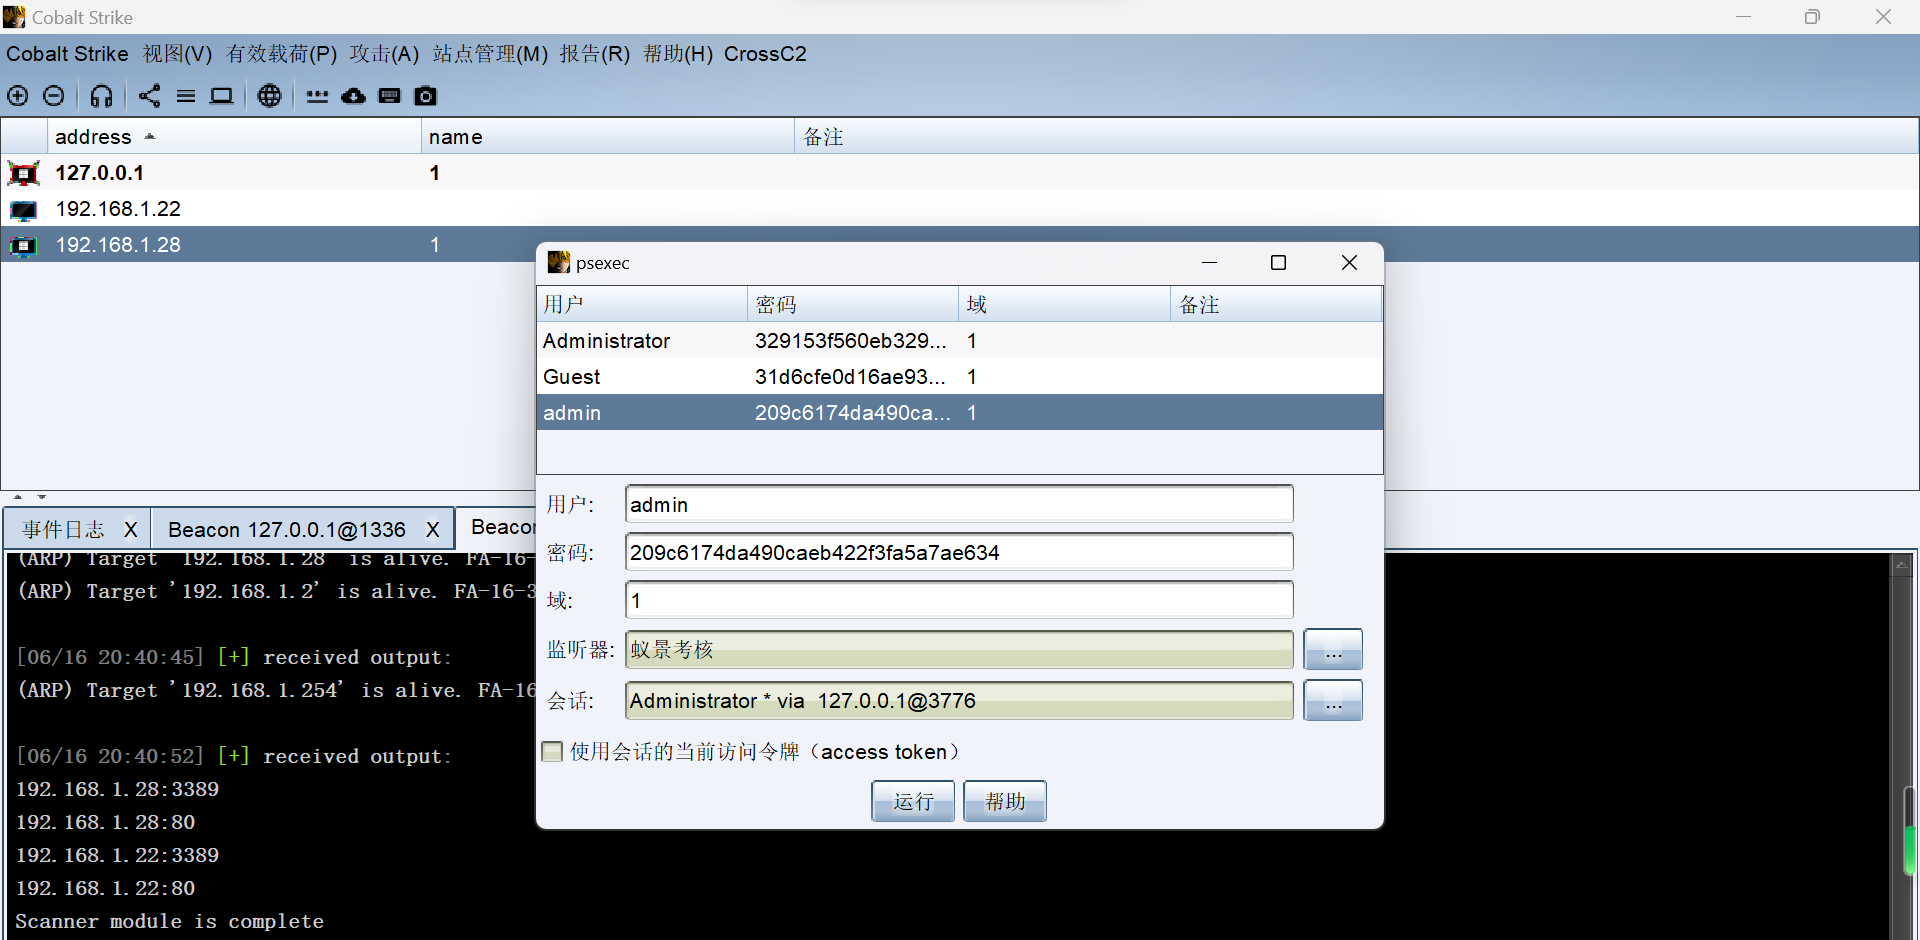 Cobalt Strike
Cobalt Strike 视图(V) 有效载荷(P) 攻击(A) 站点管理(M) 报告(R) 帮助(H) CrossC2
address name 备注
127.0.0.1 1
192.168.1.22
192.168.1.28 1
psexec
用户 密码 域 备注
Administrator 329153f560eb329... 1
Guest 31d6cfe0d16ae93... 1
admin 209c6174da490ca... 1
用户: admin
密码: 209c6174da490caeb422f3fa5a7ae634
域: 1
监听器: 蚁景考核 ...
会话: Administrator * via 127.0.0.1@3776 ...
使用会话的当前访问令牌（access token）
运行 帮助
事件日志 X Beacon 127.0.0.1@1336 X Beacon
(ARP) Target '192.168.1.28' is alive. FA-16-
(ARP) Target '192.168.1.2' is alive. FA-16-3
[06/16 20:40:45] [+] received output:
(ARP) Target '192.168.1.254' is alive. FA-16
[06/16 20:40:52] [+] received output:
192.168.1.28:3389
192.168.1.28:80
192.168.1.22:3389
192.168.1.22:80
Scanner module is complete